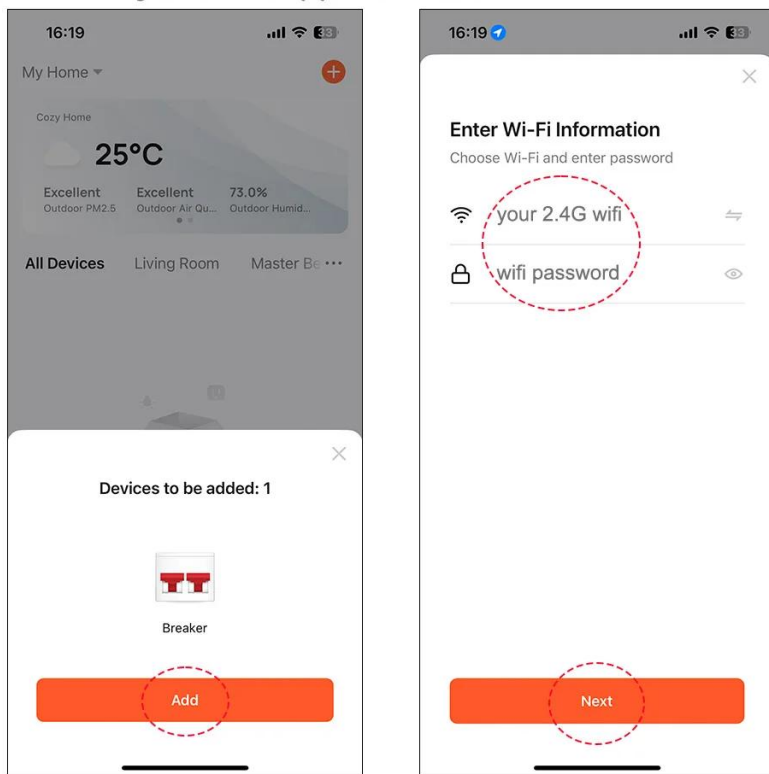 16:19
33
My Home
Cozy Home
25°C
Excellent Excellent 73.0%
Outdoor PM2.5 Outdoor Air Qu... Outdoor Humid...
All Devices Living Room Master Be ...
Devices to be added: 1
Breaker
Add
16:19
33
Enter Wi-Fi Information
Choose Wi-Fi and enter password
your 2.4G wifi
wifi password
Next